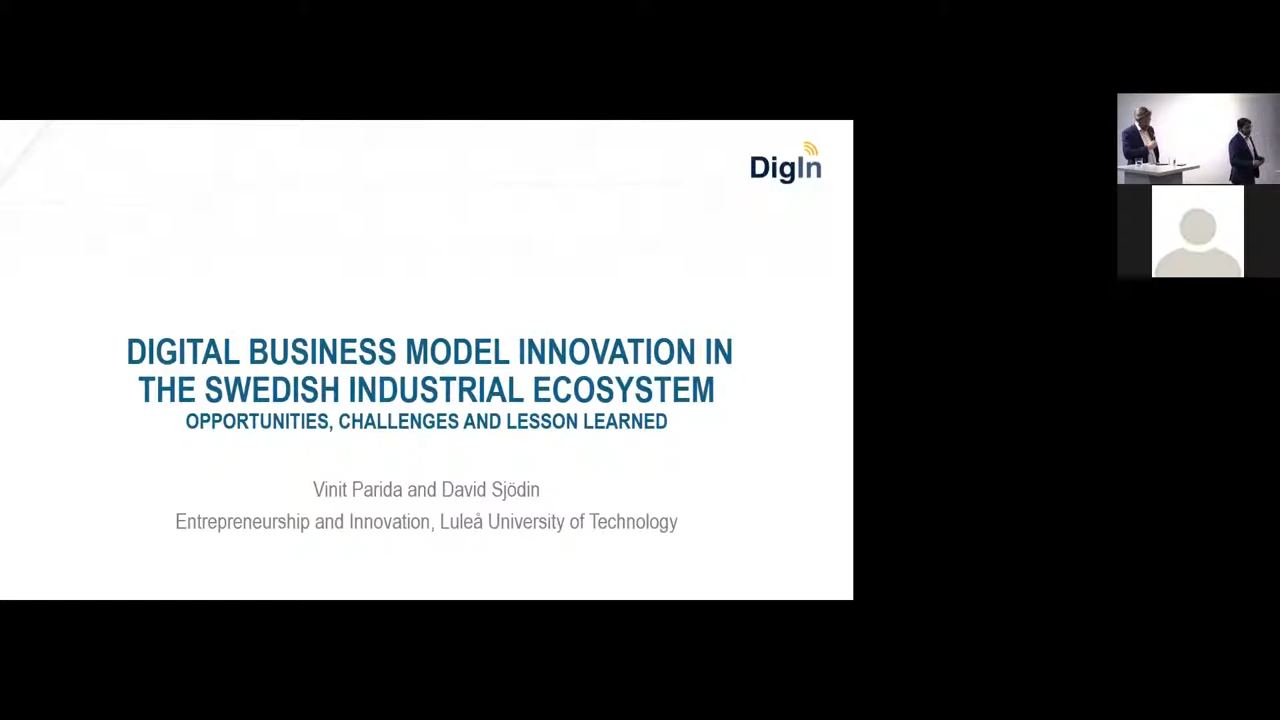 DigIn
DIGITAL BUSINESS MODEL INNOVATION IN
THE SWEDISH INDUSTRIAL ECOSYSTEM
OPPORTUNITIES, CHALLENGES AND LESSON LEARNED
Vinit Parida and David Sjödin
Entrepreneurship and Innovation, Luleå University of Technology